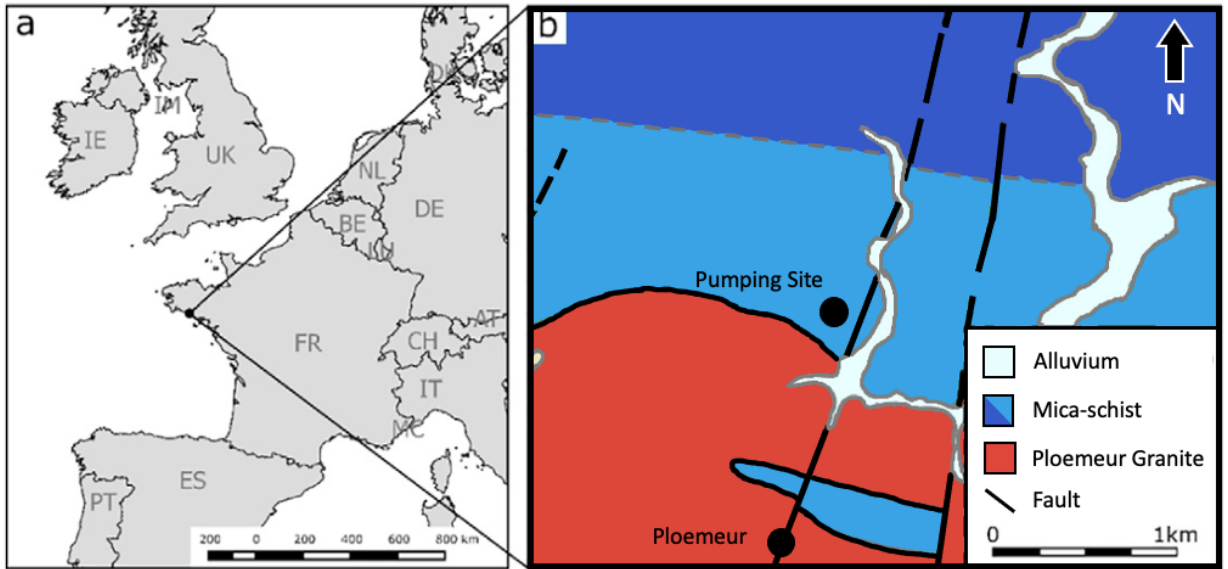 a
IM
IE
UK
NL
DE
BE
LU
FR
AT
CH
IT
MC
ES
PT
200 0 200 400 600 800 km
b
DK
N
Pumping Site
Ploemeur
Alluvium
Mica-schist
Ploemeur Granite
Fault
0 1km